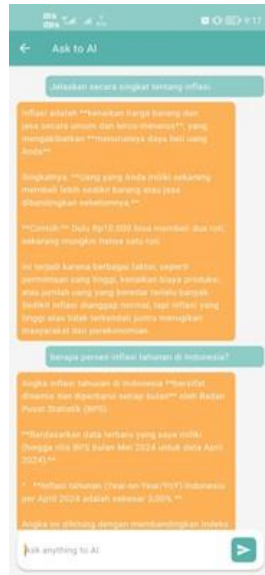 9:17
Ask to AI
Jelaskan secara singkat tentang inflasi
Inflasi adalah **kenaikan harga barang dan
jasa secara umum dan terus-menerus**, yang
mengakibatkan **menurunnya daya beli uang
Anda**.
Singkatnya, **uang yang Anda miliki sekarang
membeli lebih sedikit barang atau jasa
dibandingkan sebelumnya.**
**Contoh:** Dulu Rp10.000 bisa membeli dua roti,
sekarang mungkin hanya satu roti.
Ini terjadi karena berbagai faktor, seperti
permintaan yang tinggi, kenaikan biaya produksi,
atau jumlah uang yang beredar terlalu banyak.
Sedikit inflasi dianggap normal, tapi inflasi yang
tinggi atau tidak terkendali justru merugikan
masyarakat dan perekonomian.
Berapa persen inflasi tahunan di Indonesia?
Angka inflasi tahunan di Indonesia **bersifat
dinamis dan diperbarui setiap bulan** oleh Badan
Pusat Statistik (BPS).
**Berdasarkan data terbaru yang saya miliki
(hingga rilis BPS bulan Mei 2024 untuk data April
2024):**
* **Inflasi tahunan (Year-on-Year/YoY) Indonesia
per April 2024 adalah sebesar 3,00%.**
Angka ini dihitung dengan membandingkan Indeks
Ask anything to AI